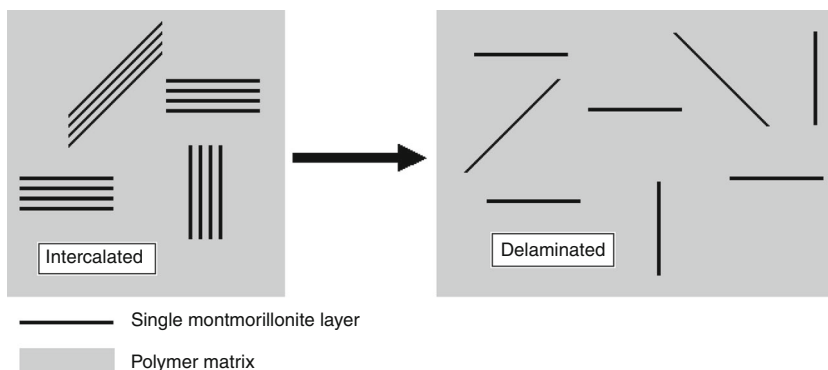 Intercalated
Delaminated
Single montmorillonite layer
Polymer matrix